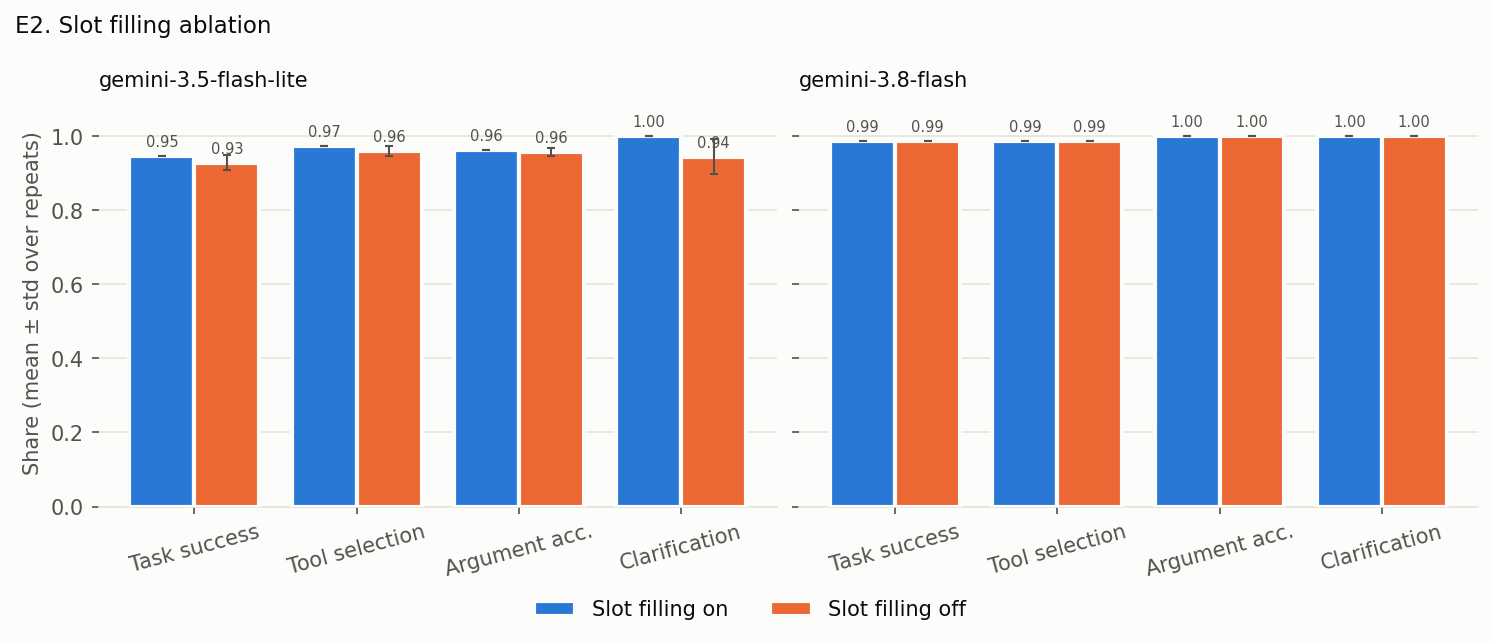 E2. Slot filling ablation
gemini-3.5-flash-lite
gemini-3.8-flash
Share (mean ± std over repeats)
1.0
0.8
0.6
0.4
0.2
0.0
0.95
0.93
0.97
0.96
0.96
0.96
1.00
0.94
0.99
0.99
0.99
0.99
1.00
1.00
1.00
1.00
Task success
Tool selection
Argument acc.
Clarification
Task success
Tool selection
Argument acc.
Clarification
Slot filling on
Slot filling off